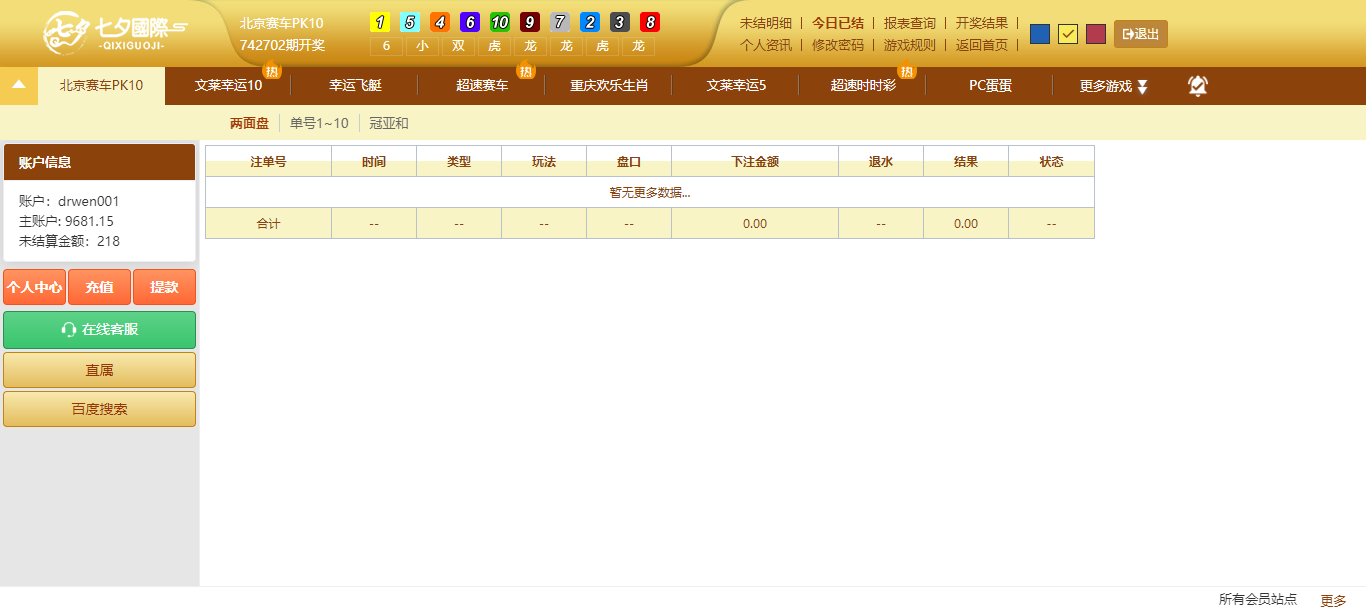 七夕國際
-QIXIGUOJI-
北京赛车PK10
742702期开奖
1 5 4 6 10 9 7 2 3 8
6 小 双 虎 龙 龙 虎 龙
未结明细 | 今日已结 | 报表查询 | 开奖结果 |
个人资讯 | 修改密码 | 游戏规则 | 返回首页 |
退出
北京赛车PK10 文莱幸运10 热 幸运飞艇 超速赛车 热 重庆欢乐生肖 文莱幸运5 超速时时彩 热 PC蛋蛋 更多游戏
两面盘 单号1~10 冠亚和
账户信息
账户: drwen001
主账户: 9681.15
未结算金额: 218
个人中心 充值 提款
在线客服
直属
百度搜索
注单号 时间 类型 玩法 盘口 下注金额 退水 结果 状态
暂无更多数据...
合计 -- -- -- -- 0.00 -- 0.00 --
所有会员站点 更多